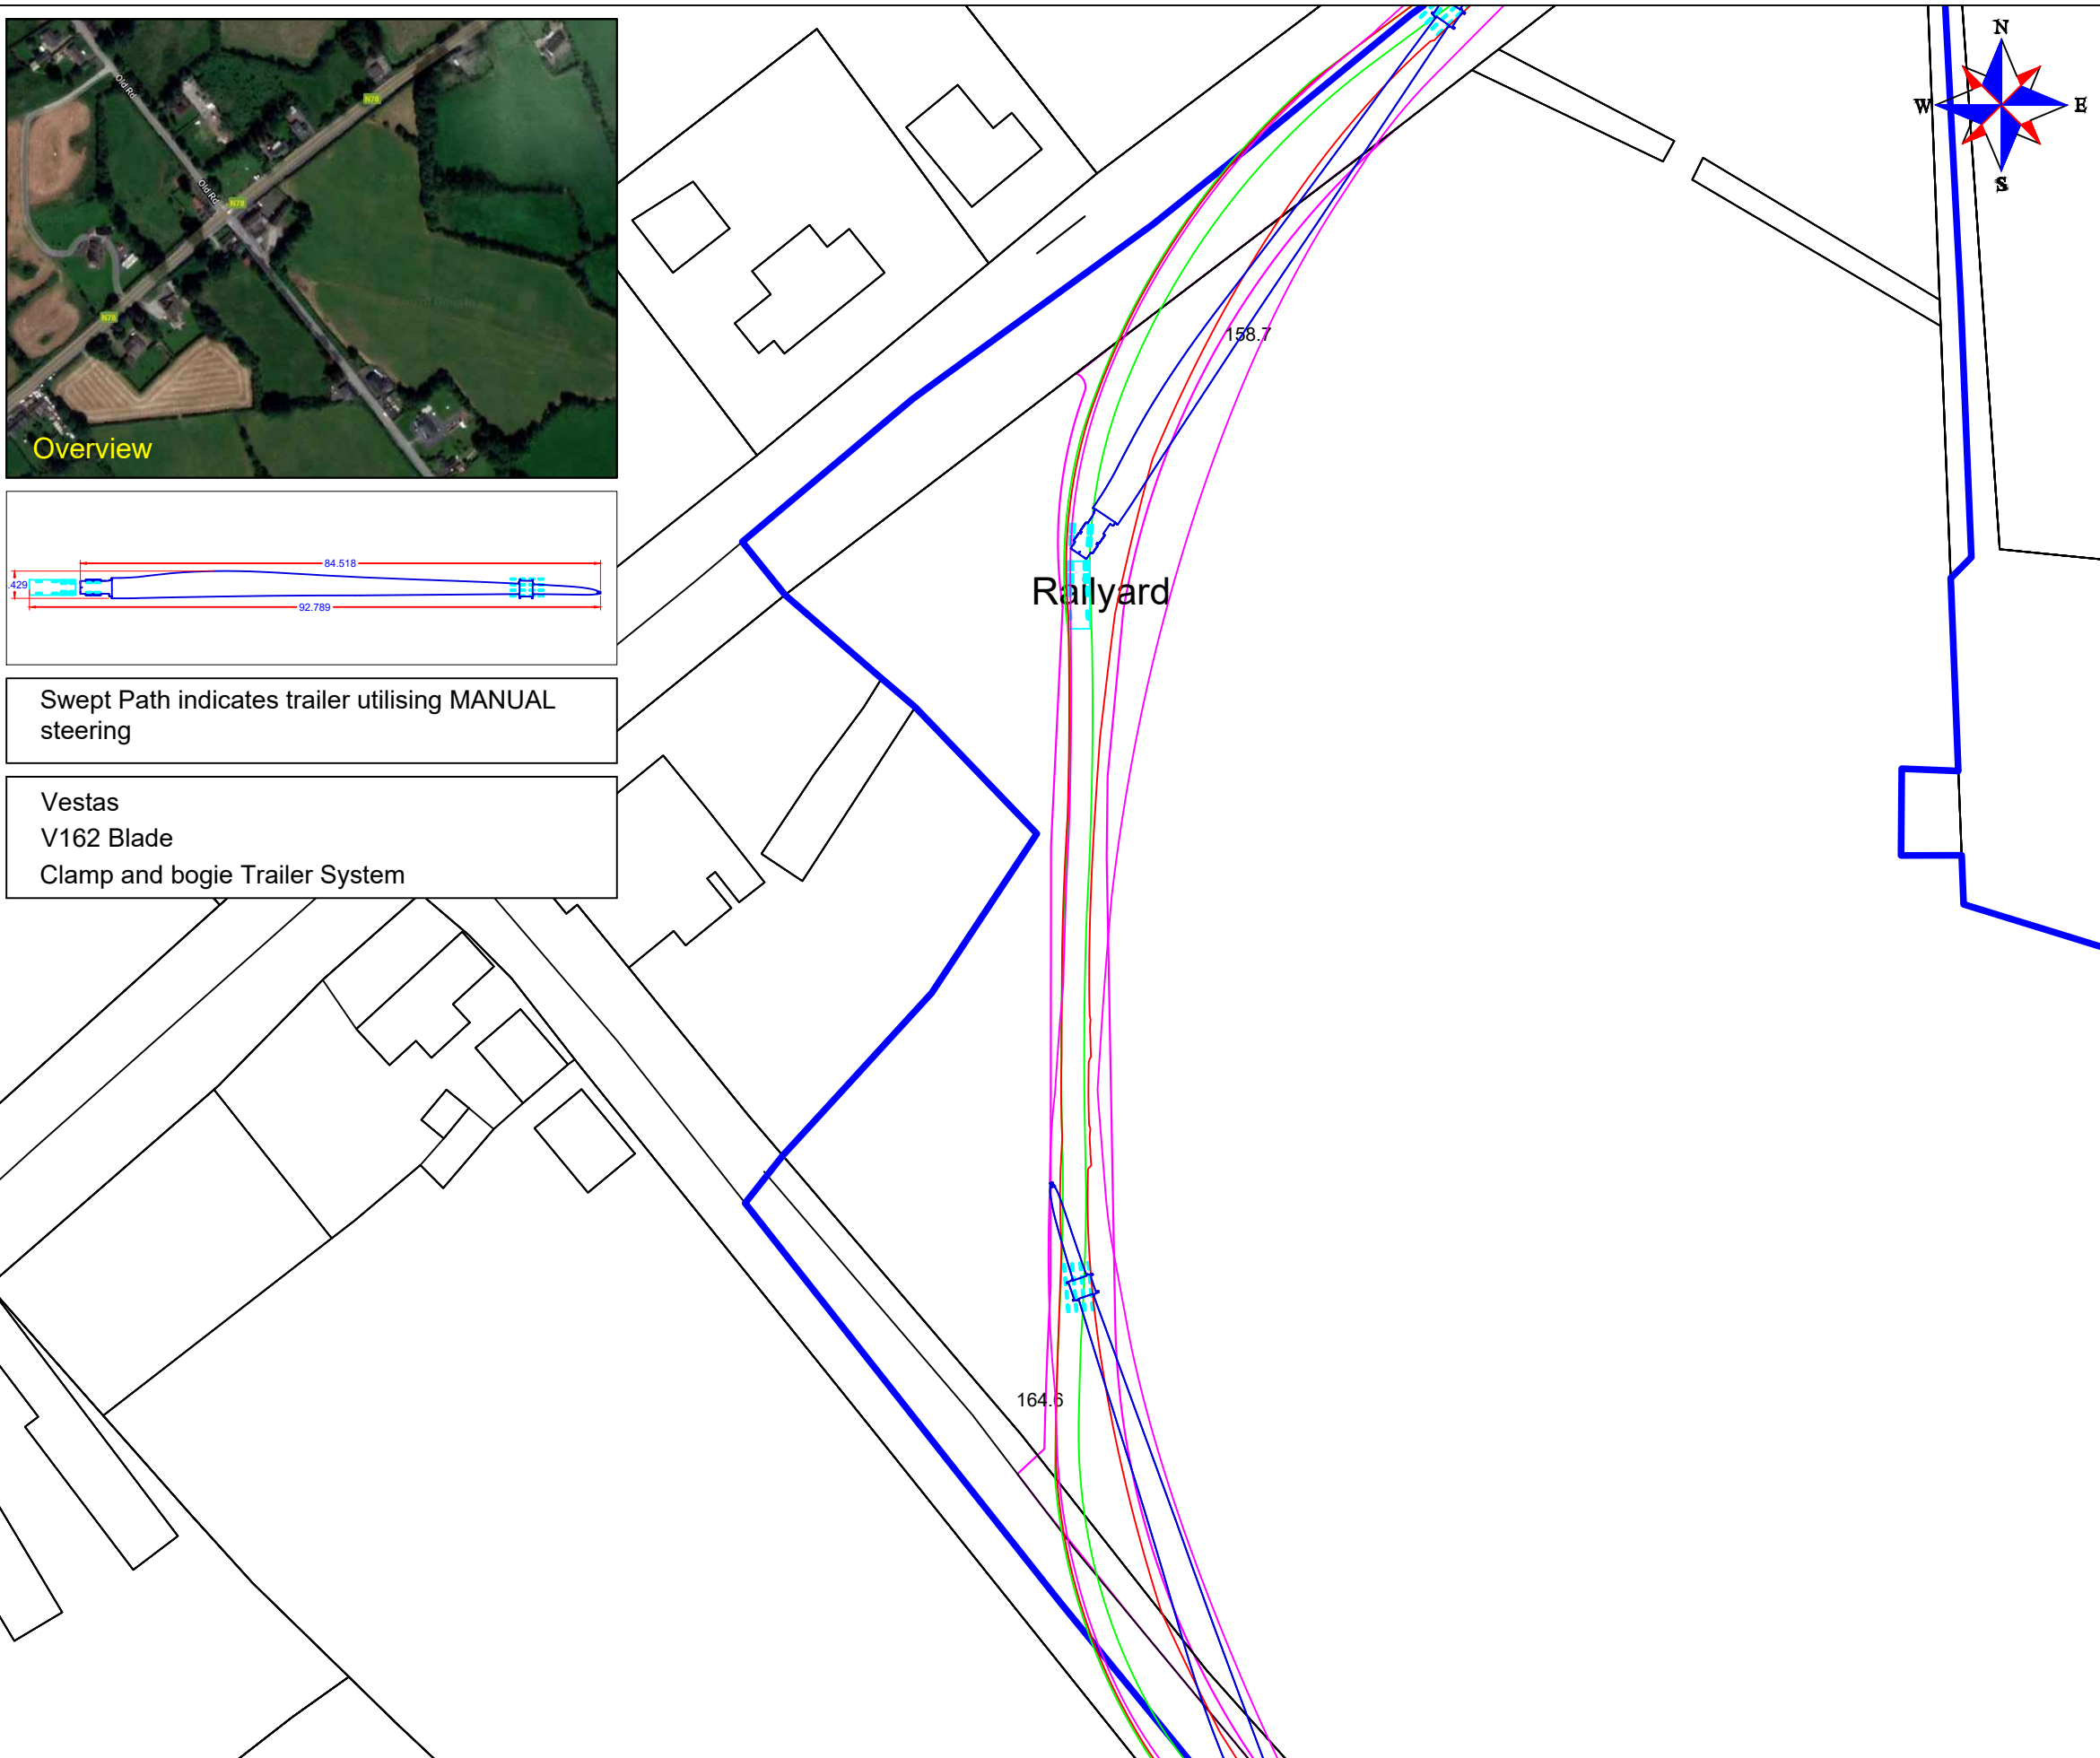 N
W E
S
Old Rd
N78
Old Rd
N78
N78
Overview
158.7
84.518
.429
92.789
Railyard
Swept Path indicates trailer utilising MANUAL
steering
Vestas
V162 Blade
Clamp and bogie Trailer System
164.6